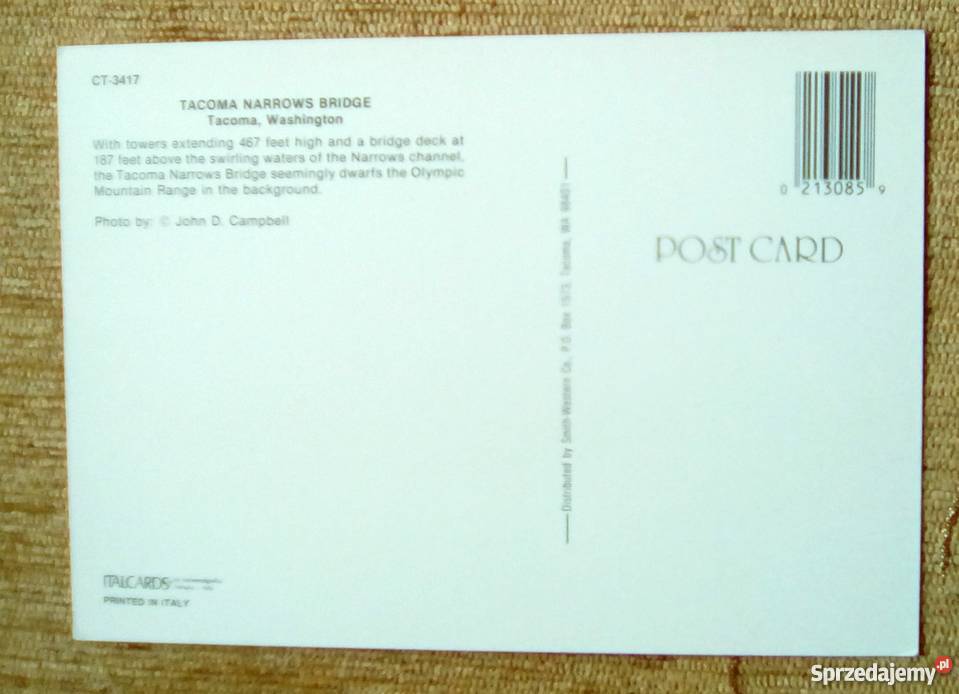 CT-3417
TACOMA NARROWS BRIDGE
Tacoma, Washington
With towers extending 467 feet high and a bridge deck at
187 feet above the swirling waters of the Narrows channel,
the Tacoma Narrows Bridge seemingly dwarfs the Olympic
Mountain Range in the background.
Photo by: © John D. Campbell
Distributed by Smith-Western Co., P.O. Box 1573, Tacoma, WA 98401
0 213085 9
POST CARD
ITALCARDS
PRINTED IN ITALY
Sprzedajemy.pl